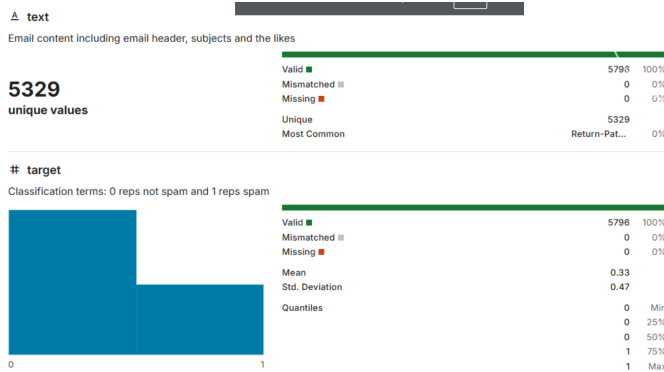 text
Email content including email header, subjects and the likes
5329
unique values
Valid 5796 100%
Mismatched 0 0%
Missing 0 0%
Unique 5329
Most Common Return-Pat... 0%
# target
Classification terms: 0 reps not spam and 1 reps spam
0 1
Valid 5796 100%
Mismatched 0 0%
Missing 0 0%
Mean 0.33
Std. Deviation 0.47
Quantiles 0 Min
0 25%
0 50%
1 75%
1 Max